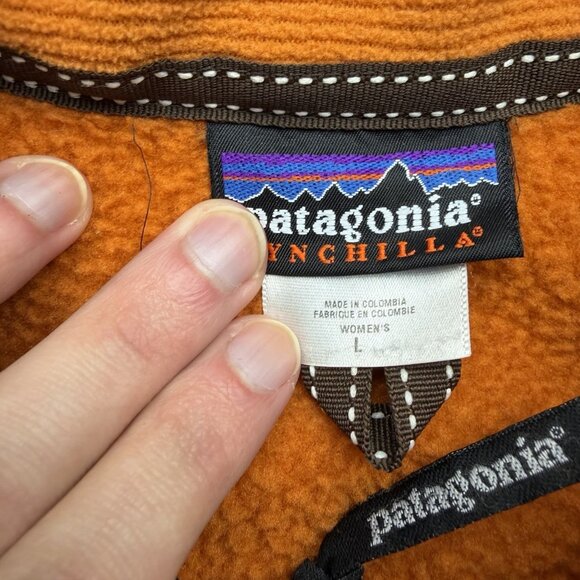 patagonia®
YNCHILLA®
MADE IN COLOMBIA
FABRIQUE EN COLOMBIE
WOMEN'S
L
patagonia®